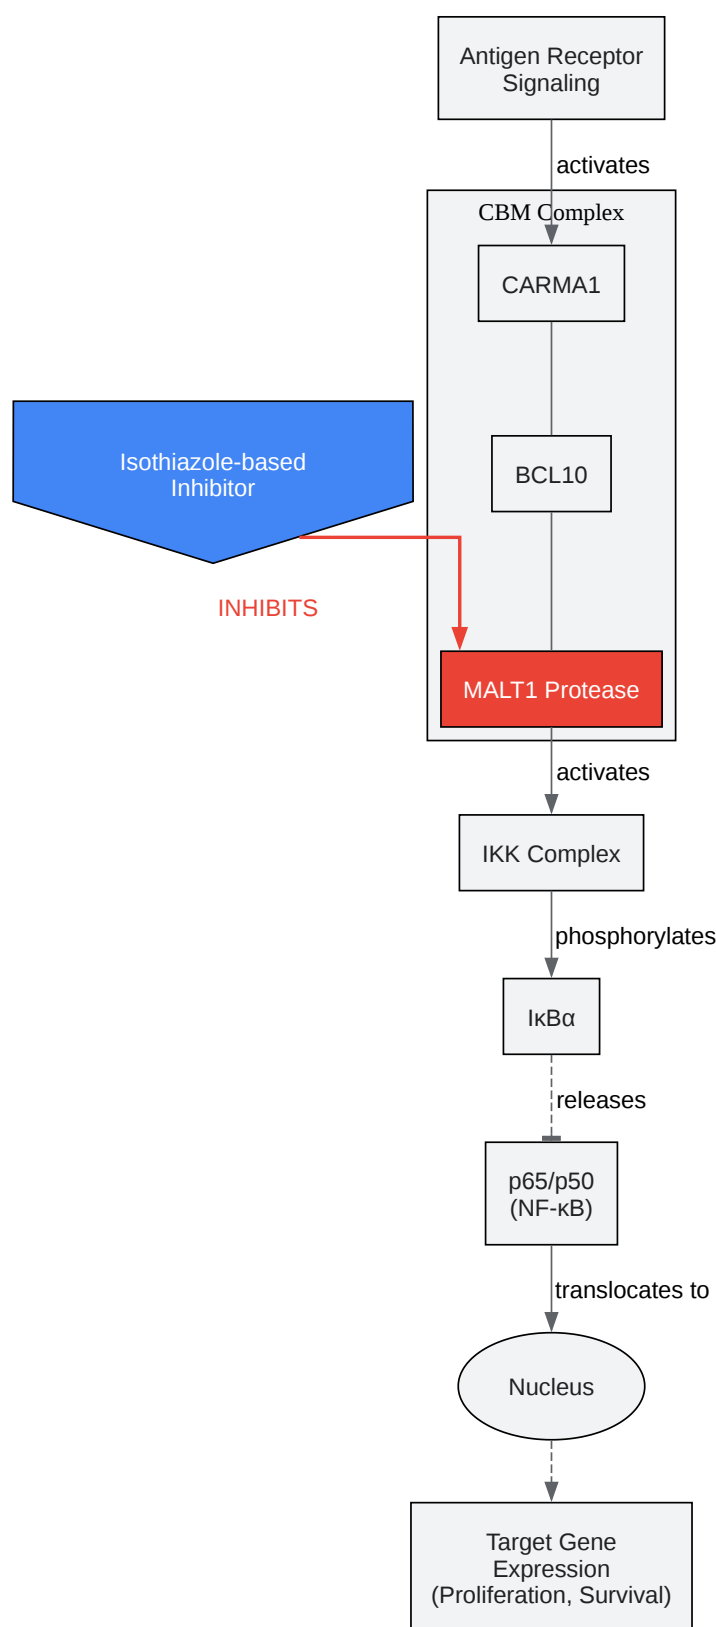 Antigen Receptor
Signaling
activates
CBM Complex
CARMA1
Isothiazole-based
Inhibitor
BCL10
INHIBITS
MALT1 Protease
activates
IKK Complex
phosphorylates
IκBα
releases
p65/p50
(NF-κB)
translocates to
Nucleus
Target Gene
Expression
(Proliferation, Survival)